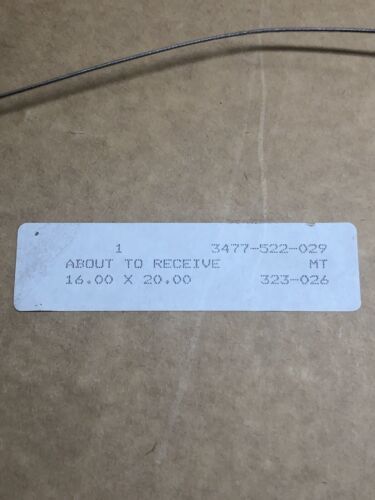 1 3477-522-029
ABOUT TO RECEIVE MT
16.00 X 20.00 323-026